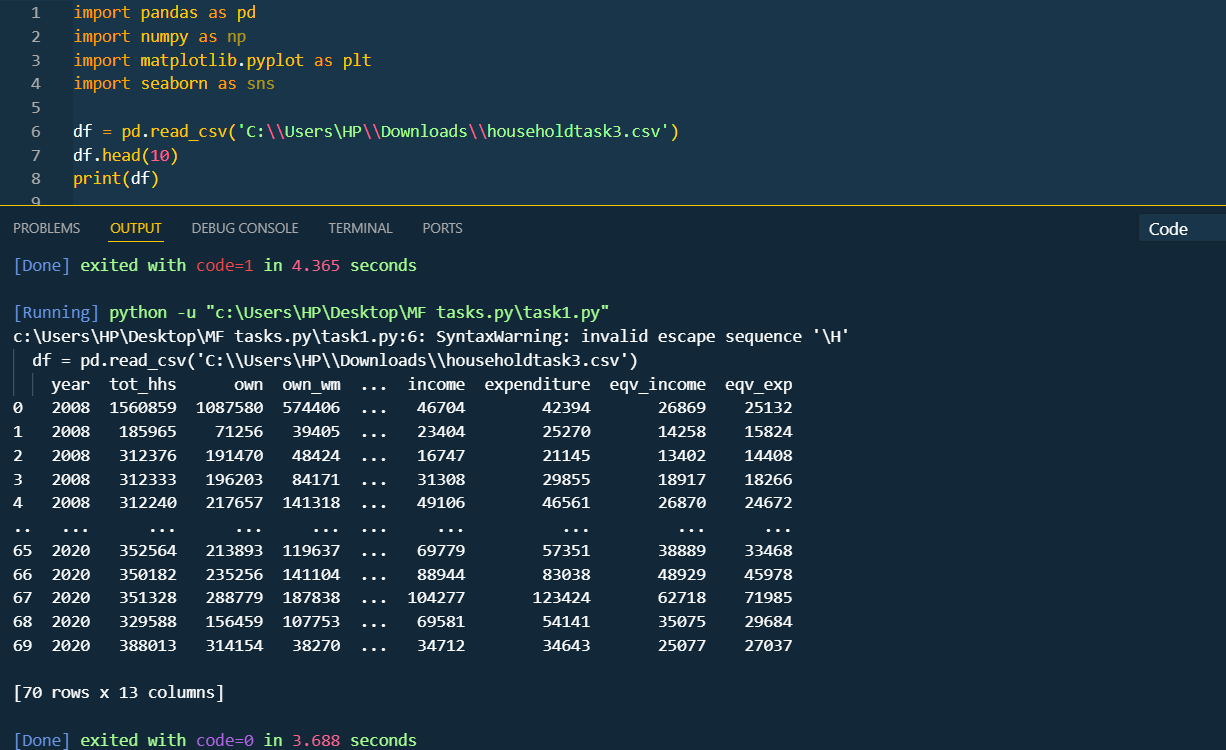 1 import pandas as pd
2 import numpy as np
3 import matplotlib.pyplot as plt
4 import seaborn as sns
5
6 df = pd.read_csv('C:\\Users\HP\\Downloads\\householdtask3.csv')
7 df.head(10)
8 print(df)
9
PROBLEMS OUTPUT DEBUG CONSOLE TERMINAL PORTS Code
[Done] exited with code=1 in 4.365 seconds
[Running] python -u "c:\Users\HP\Desktop\MF tasks.py\task1.py"
c:\Users\HP\Desktop\MF tasks.py\task1.py:6: SyntaxWarning: invalid escape sequence '\H'
df = pd.read_csv('C:\\Users\HP\\Downloads\\householdtask3.csv')
year tot_hhs own own_wm ... income expenditure eqv_income eqv_exp
0 2008 1560859 1087580 574406 ... 46704 42394 26869 25132
1 2008 185965 71256 39405 ... 23404 25270 14258 15824
2 2008 312376 191470 48424 ... 16747 21145 13402 14408
3 2008 312333 196203 84171 ... 31308 29855 18917 18266
4 2008 312240 217657 141318 ... 49106 46561 26870 24672
.. ... ... ... ... ... ... ... ... ...
65 2020 352564 213893 119637 ... 69779 57351 38889 33468
66 2020 350182 235256 141104 ... 88944 83038 48929 45978
67 2020 351328 288779 187838 ... 104277 123424 62718 71985
68 2020 329588 156459 107753 ... 69581 54141 35075 29684
69 2020 388013 314154 38270 ... 34712 34643 25077 27037
[70 rows x 13 columns]
[Done] exited with code=0 in 3.688 seconds